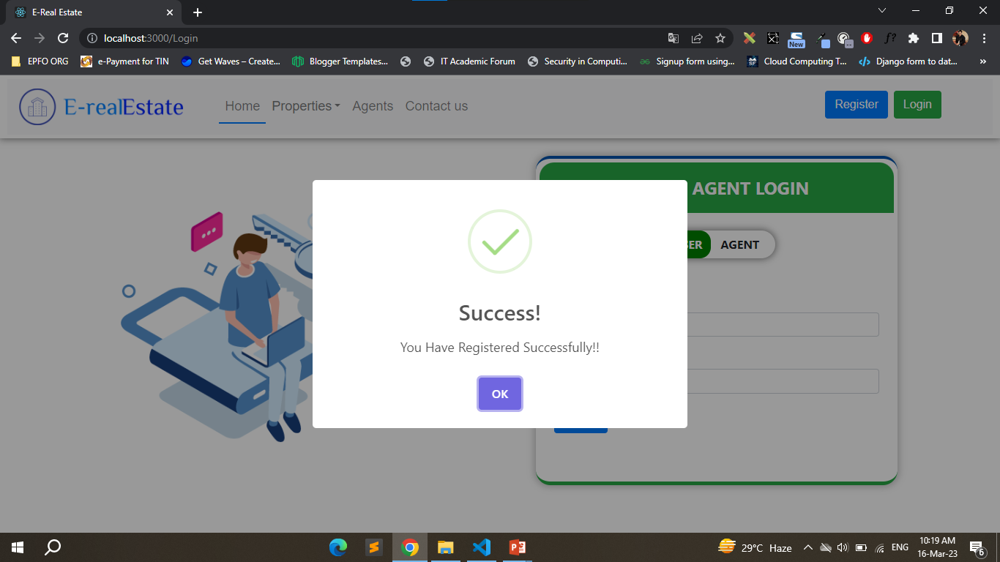 E-Real Estate
localhost:3000/Login
New
f?
EPFO ORG
e-Payment for TIN
Get Waves – Create...
Blogger Templates...
IT Academic Forum
Security in Computi...
Signup form using...
Cloud Computing T...
Django form to dat...
»
E-realEstate
Home
Properties
Agents
Contact us
Register
Login
AGENT LOGIN
AGENT
Success!
You Have Registered Successfully!!
OK
29°C Haze
ENG
10:19 AM
16-Mar-23
6